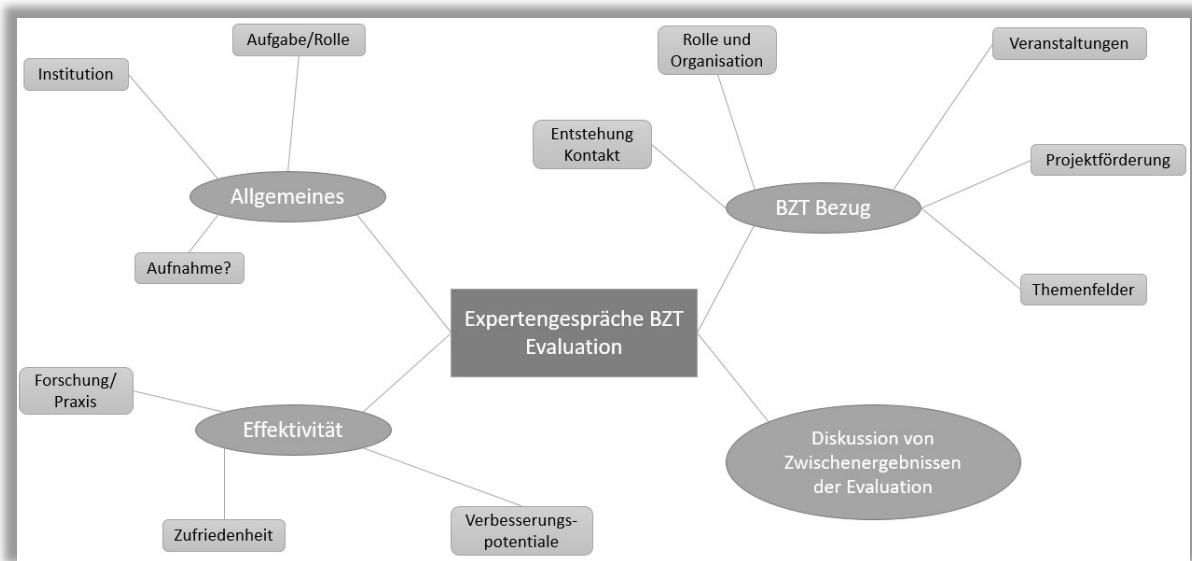 Aufgabe/Rolle
Institution
Allgemeines
Aufnahme?
Rolle und
Organisation
Veranstaltungen
Entstehung
Kontakt
Projektförderung
BZT Bezug
Themenfelder
Expertengespräche BZT
Evaluation
Forschung/
Praxis
Effektivität
Zufriedenheit
Verbesserungs-
potentiale
Diskussion von
Zwischenergebnissen
der Evaluation